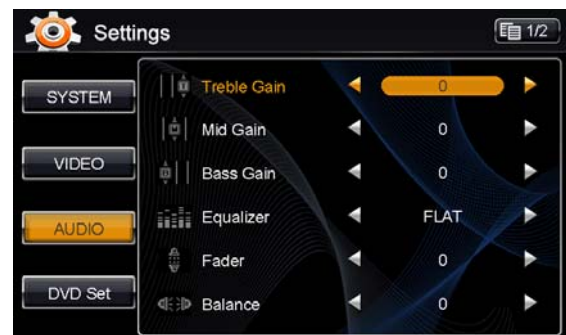 Settings
1/2
SYSTEM
VIDEO
AUDIO
DVD Set
Treble Gain 0
Mid Gain 0
Bass Gain 0
Equalizer FLAT
Fader 0
Balance 0